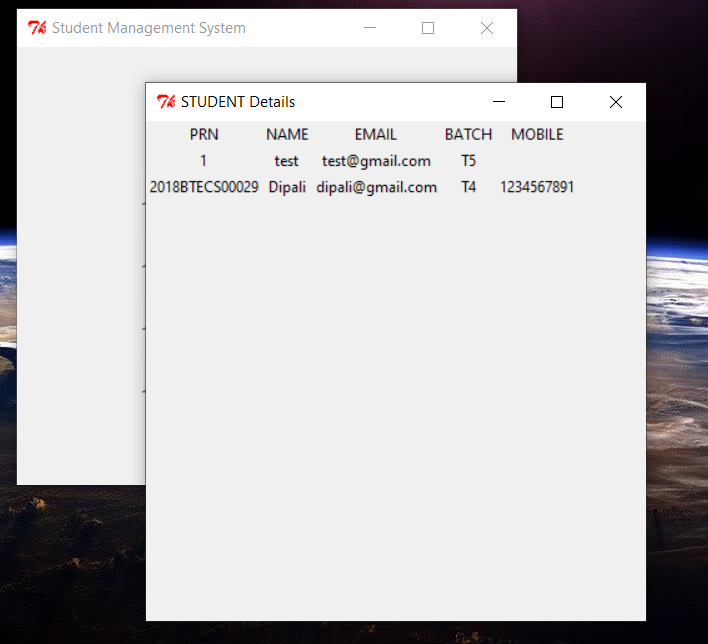 Student Management System
STUDENT Details
PRN NAME EMAIL BATCH MOBILE
1 test test@gmail.com T5
2018BTECS00029 Dipali dipali@gmail.com T4 1234567891